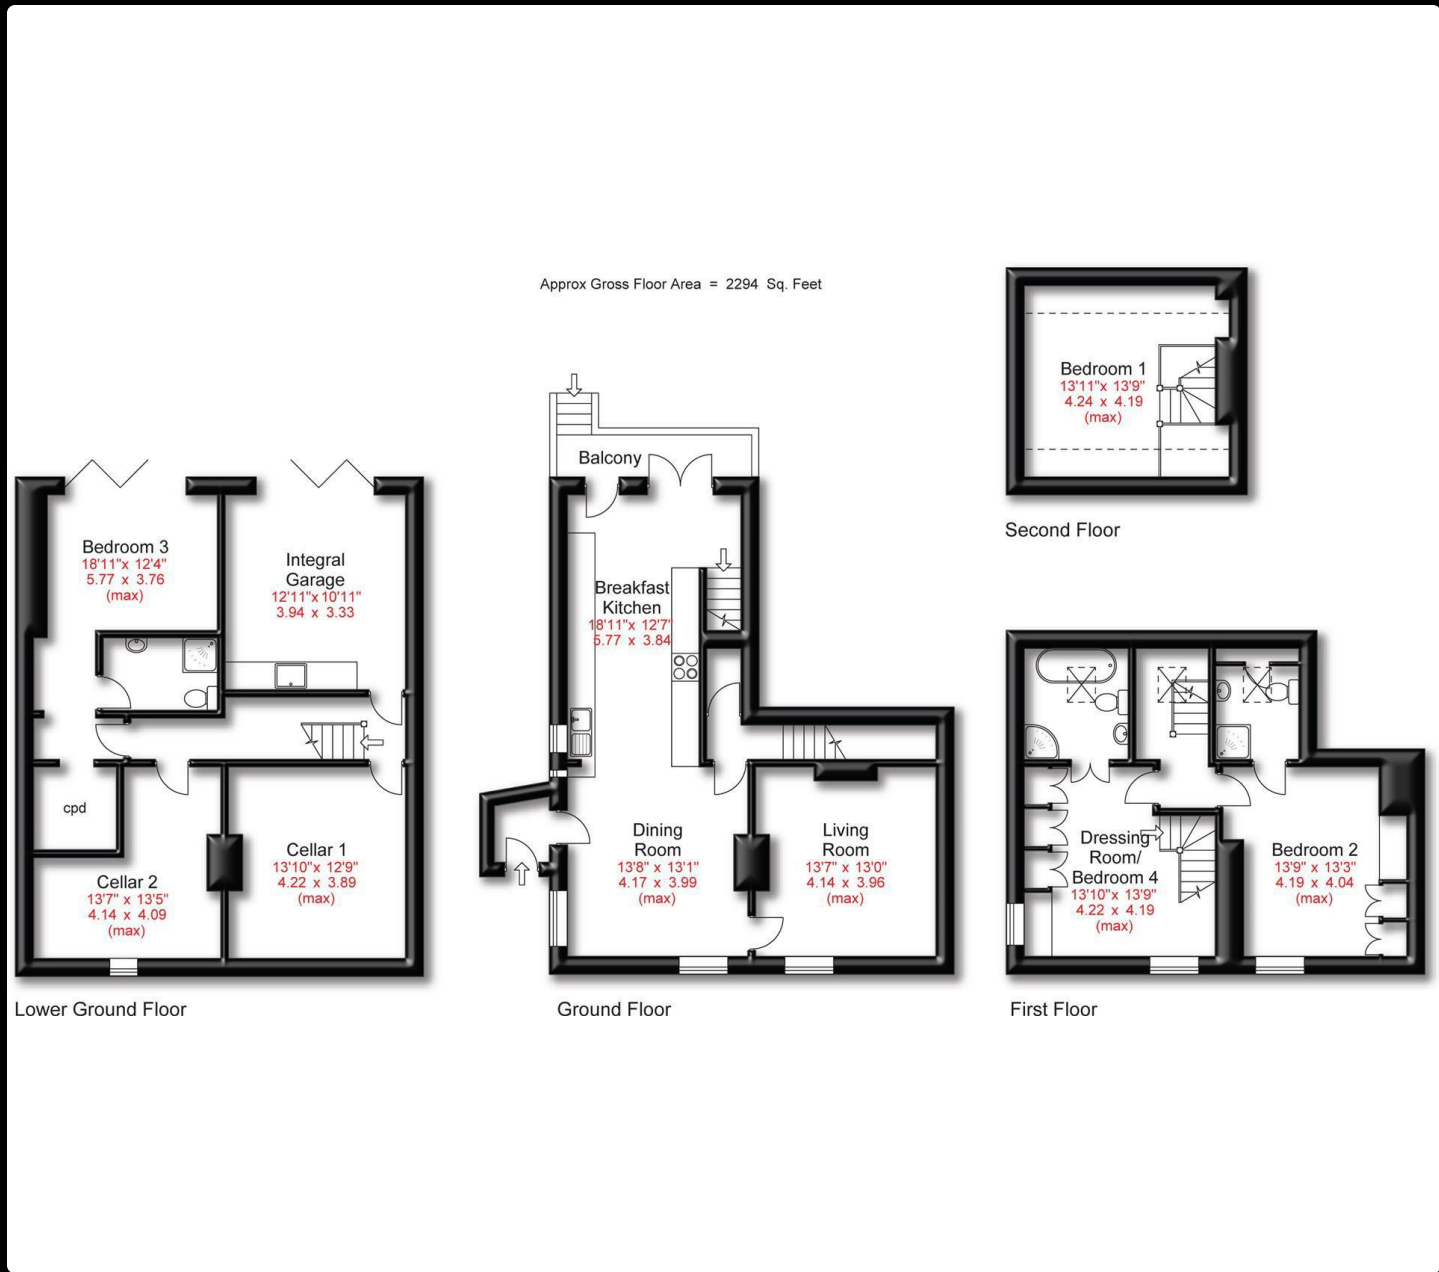 Approx Gross Floor Area = 2294 Sq. Feet
Bedroom 1
13'11"x 13'9"
4.24 x 4.19
(max)
Second Floor
Balcony
Bedroom 3
18'11"x 12'4"
5.77 x 3.76
(max)
Integral
Garage
12'11"x 10'11"
3.94 x 3.33
cpd
Cellar 1
13'10"x 12'9"
4.22 x 3.89
(max)
Cellar 2
13'7" x 13'5"
4.14 x 4.09
(max)
Lower Ground Floor
Breakfast
Kitchen
18'11"x 12'7"
5.77 x 3.84
Dining
Room
13'8" x 13'1"
4.17 x 3.99
(max)
Living
Room
13'7" x 13'0"
4.14 x 3.96
(max)
Ground Floor
Dressing
Room/
Bedroom 4
13'10"x 13'9"
4.22 x 4.19
(max)
Bedroom 2
13'9" x 13'3"
4.19 x 4.04
(max)
First Floor